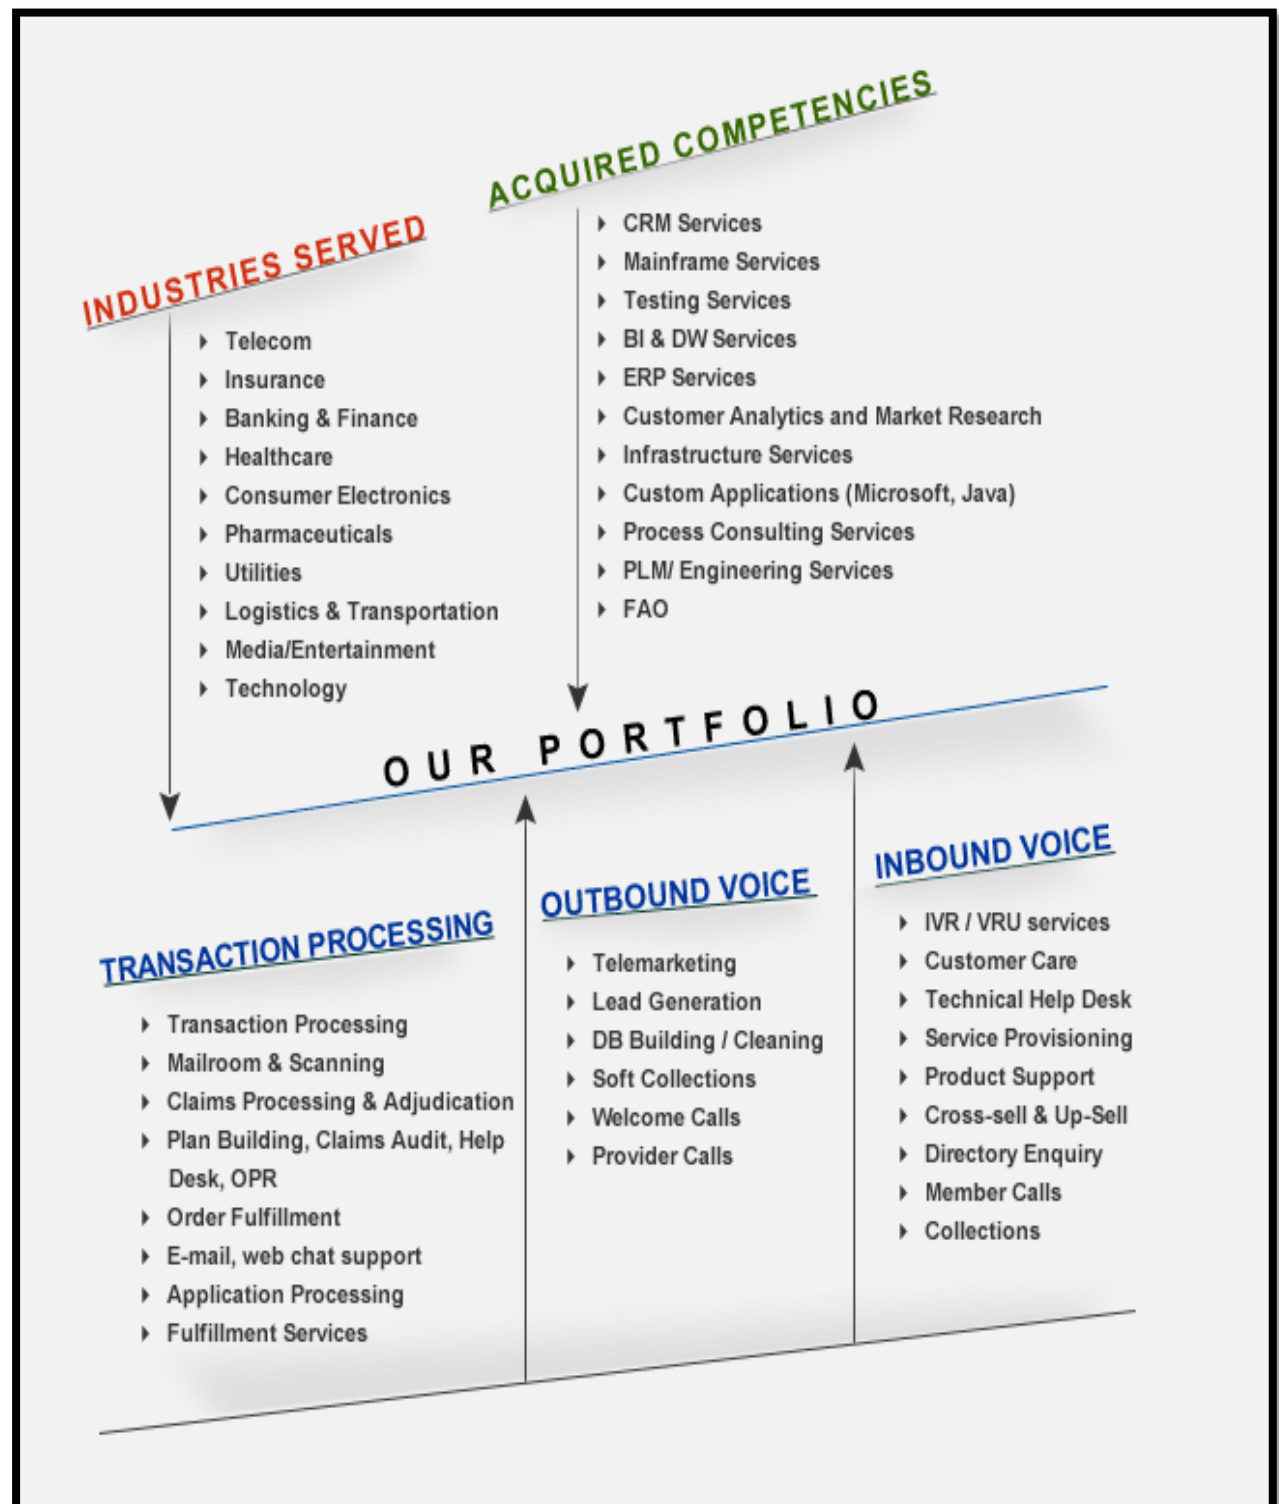 ACQUIRED COMPETENCIES
CRM Services
Mainframe Services
Testing Services
BI & DW Services
ERP Services
Customer Analytics and Market Research
Infrastructure Services
Custom Applications (Microsoft, Java)
Process Consulting Services
PLM/ Engineering Services
FAO
INDUSTRIES SERVED
Telecom
Insurance
Banking & Finance
Healthcare
Consumer Electronics
Pharmaceuticals
Utilities
Logistics & Transportation
Media/Entertainment
Technology
OUR PORTFOLIO
TRANSACTION PROCESSING
Transaction Processing
Mailroom & Scanning
Claims Processing & Adjudication
Plan Building, Claims Audit, Help
Desk, OPR
Order Fulfillment
E-mail, web chat support
Application Processing
Fulfillment Services
OUTBOUND VOICE
Telemarketing
Lead Generation
DB Building / Cleaning
Soft Collections
Welcome Calls
Provider Calls
INBOUND VOICE
IVR / VRU services
Customer Care
Technical Help Desk
Service Provisioning
Product Support
Cross-sell & Up-Sell
Directory Enquiry
Member Calls
Collections